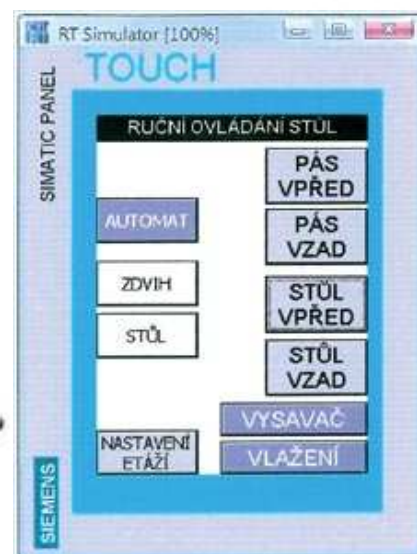 RT Simulator [100%]
TOUCH
SIMATIC PANEL
RUČNÍ OVLÁDÁNÍ STŮL
PÁS
VPŘED
AUTOMAT
PÁS
VZAD
ZDVIH
STŮL
VPŘED
STŮL
STŮL
VZAD
VYSAVAČ
NASTAVENÍ
ETÁŽÍ
VLAŽENÍ
SIEMENS